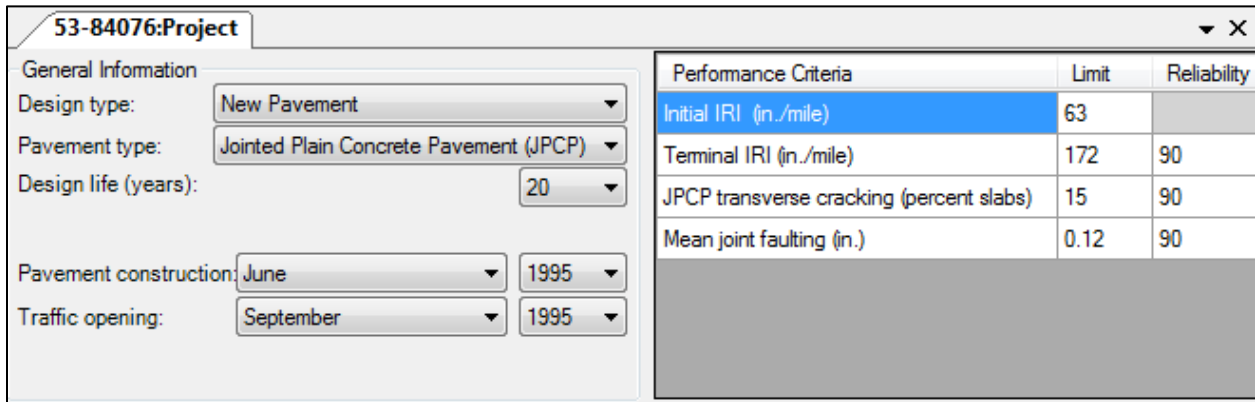 53-84076:Project
General Information
Design type: New Pavement
Pavement type: Jointed Plain Concrete Pavement (JPCP)
Design life (years): 20
Pavement construction: June 1995
Traffic opening: September 1995
Performance Criteria Limit Reliability
Initial IRI (in./mile) 63
Terminal IRI (in./mile) 172 90
JPCP transverse cracking (percent slabs) 15 90
Mean joint faulting (in.) 0.12 90